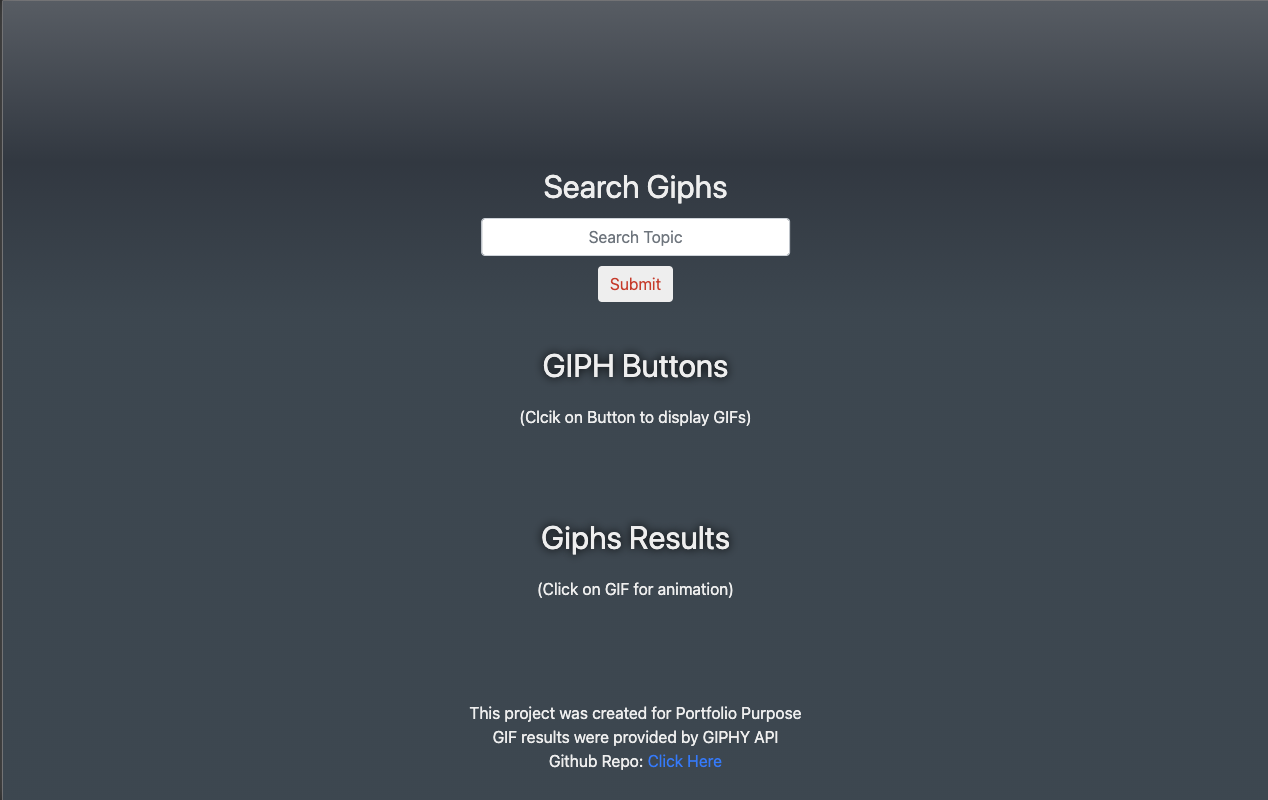 Search Giphs
Search Topic
Submit
GIPH Buttons
(Clcik on Button to display GIFs)
Giphs Results
(Click on GIF for animation)
This project was created for Portfolio Purpose
GIF results were provided by GIPHY API
Github Repo: Click Here